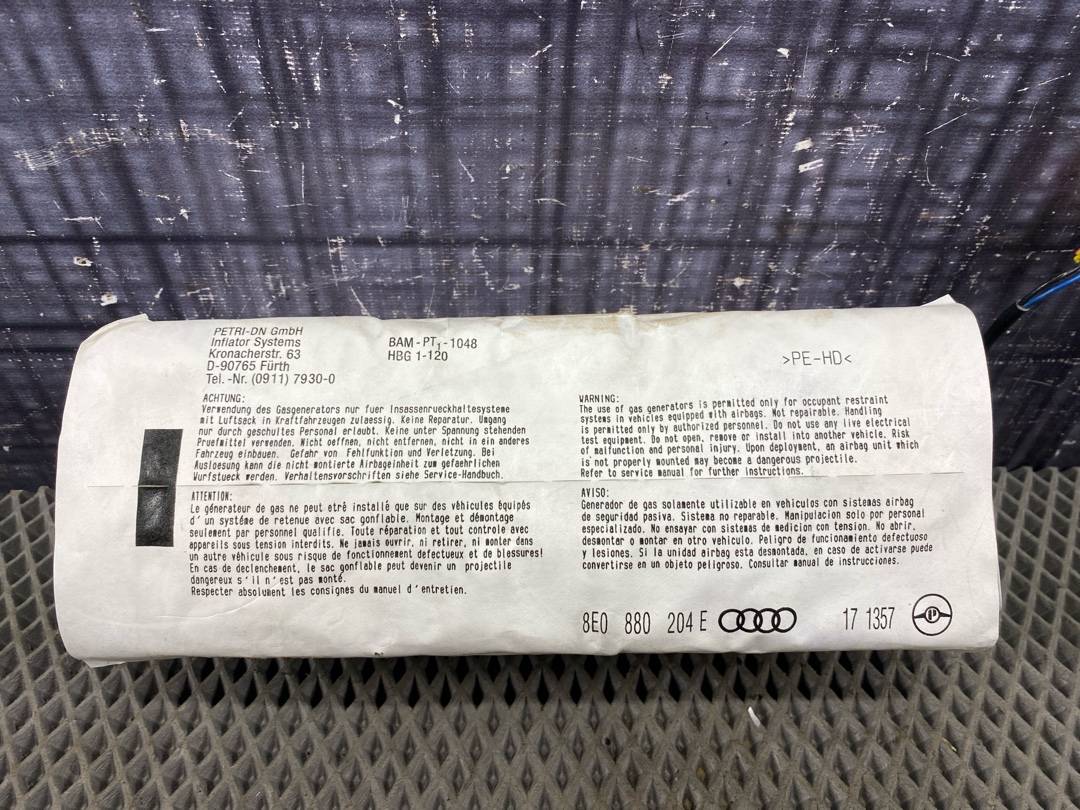 PETRI-DN GmbH
Inflator Systems
Kronacherstr. 63
D-90765 Fürth
Tel. -Nr. (0911) 7930-0
BAM - PT1 - 1048
HBG 1-120
>PE-HD<
ACHTUNG:
Verwendung des Gasgenerators nur fuer Insassenrueckhaltesysteme
mit Luftsack in Kraftfahrzeugen zulaessig. Keine Reparatur. Umgang
nur durch geschultes Personal erlaubt. Keine unter Spannung stehenden
Pruefmittel verwenden. Nicht oeffnen, nicht entfernen, nicht in ein anderes
Fahrzeug einbauen. Gefahr von Fehlfunktion und Verletzung. Bei
Ausloesung kann die nicht montierte Airbageinheit zum gefaehrlichen
Wurfstueck werden. Verhaltensvorschriften siehe Service-Handbuch.
WARNING:
The use of gas generators is permitted only for occupant restraint
systems in vehicles equipped with airbags. Not repairable. Handling
is permitted only by authorized personnel. Do not use any live electrical
test equipment. Do not open, remove or install into another vehicle. Risk
of malfunction and personal injury. Upon deployment, an airbag unit which
is not properly mounted may become a dangerous projectile.
Refer to service manual for further instructions.
ATTENTION:
Le générateur de gas ne peut etré installé que sur des véhicules équipés
d'un systéme de retenue avec sac gonflable. Montage et démontage
seulement par personnel qualifie. Toute réparation et tout controle avec
appareils sous tension interdits. Ne jamais ouvrir, ni retirer, ni monter dans
un autre véhicule sous risque de fonctionnement defectueux et de blessures!
En cas de declenchement, le sac gonflable peut devenir un projectile
dangereux s'il n'est pas monté.
Respecter absolument les consignes du manuel d'entretien.
AVISO:
Generador de gas solamente utilizable en vehiculos con sistemas airbag
de seguridad pasiva. Sistema no reparable. Manipulacion solo por personal
especializado. No ensayar con sistemas de medicion con tension. No abrir,
desmontar o montar en otro vehiculo. Peligro de funcionamiento defectuoso
y lesiones. Si la unidad airbag esta desmontada, en caso de activarse puede
convertirse en un objeto peligroso. Consultar manual de instrucciones.
8E0 880 204 E
17 1357
P